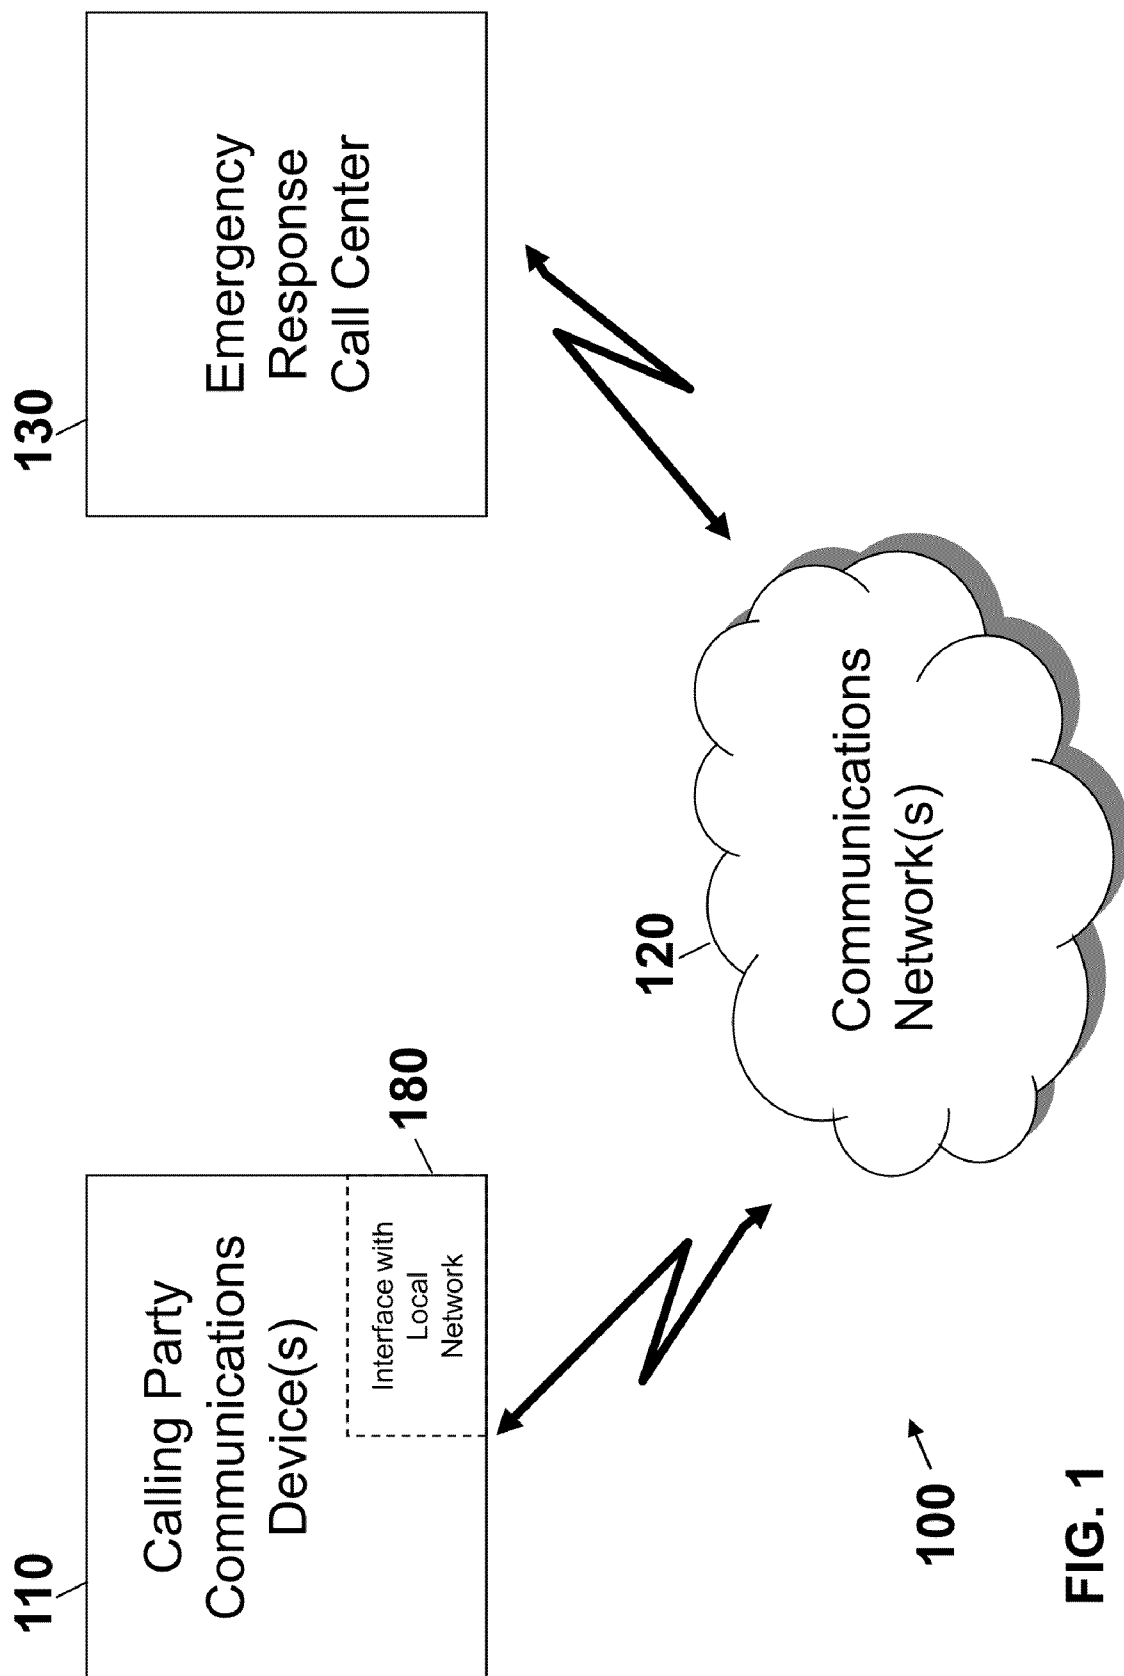 110
Calling Party
Communications
Device(s)
Interface with
Local
Network
180
120
Communications
Network(s)
130
Emergency
Response
Call Center
100
FIG. 1